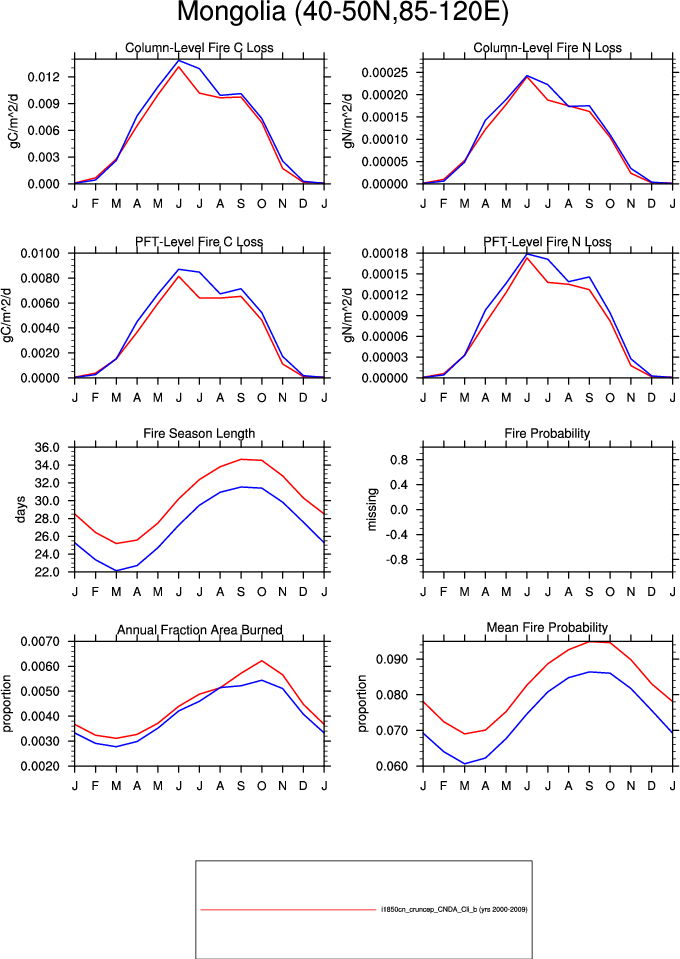 Mongolia (40-50N,85-120E)
Column-Level Fire C Loss
gC/m^2/d
0.012
0.009
0.006
0.003
0.000
J F M A M J J A S O N D J
Column-Level Fire N Loss
gN/m^2/d
0.00025
0.00020
0.00015
0.00010
0.00005
0.00000
J F M A M J J A S O N D J
PFT-Level Fire C Loss
gC/m^2/d
0.0100
0.0080
0.0060
0.0040
0.0020
0.0000
J F M A M J J A S O N D J
PFT-Level Fire N Loss
gN/m^2/d
0.00018
0.00015
0.00012
0.00009
0.00006
0.00003
0.00000
J F M A M J J A S O N D J
Fire Season Length
days
36.0
34.0
32.0
30.0
28.0
26.0
24.0
22.0
J F M A M J J A S O N D J
Fire Probability
missing
0.8
0.4
0.0
-0.4
-0.8
J F M A M J J A S O N D J
Annual Fraction Area Burned
proportion
0.0070
0.0060
0.0050
0.0040
0.0030
0.0020
J F M A M J J A S O N D J
Mean Fire Probability
proportion
0.090
0.080
0.070
0.060
J F M A M J J A S O N D J
i1850cn_cruncep_CNDA_Cli_b (yrs 2000-2009)